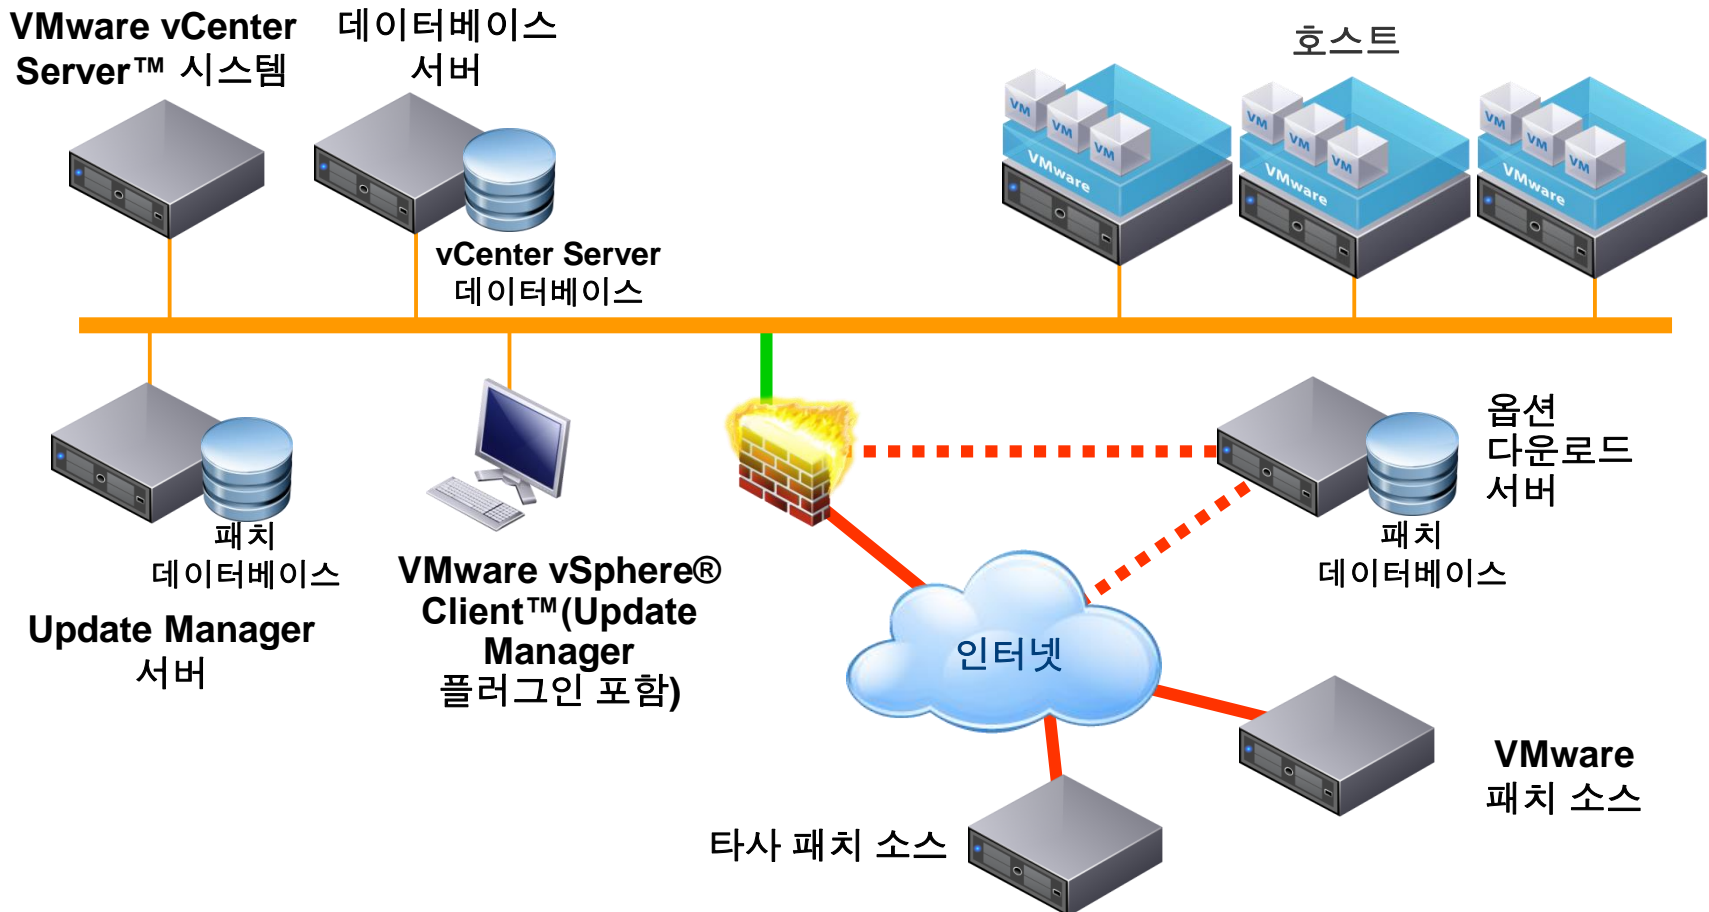 VMware vCenter
Server™ 시스템
데이터베이스
서버
vCenter Server
데이터베이스
호스트
VM
VM
VM
VMware
VM
VM
VM
VMware
VM
VM
VM
VMware
패치
데이터베이스
Update Manager
서버
VMware vSphere®
Client™(Update
Manager
플러그인 포함)
옵션
다운로드
서버
패치
데이터베이스
인터넷
VMware
패치 소스
타사 패치 소스